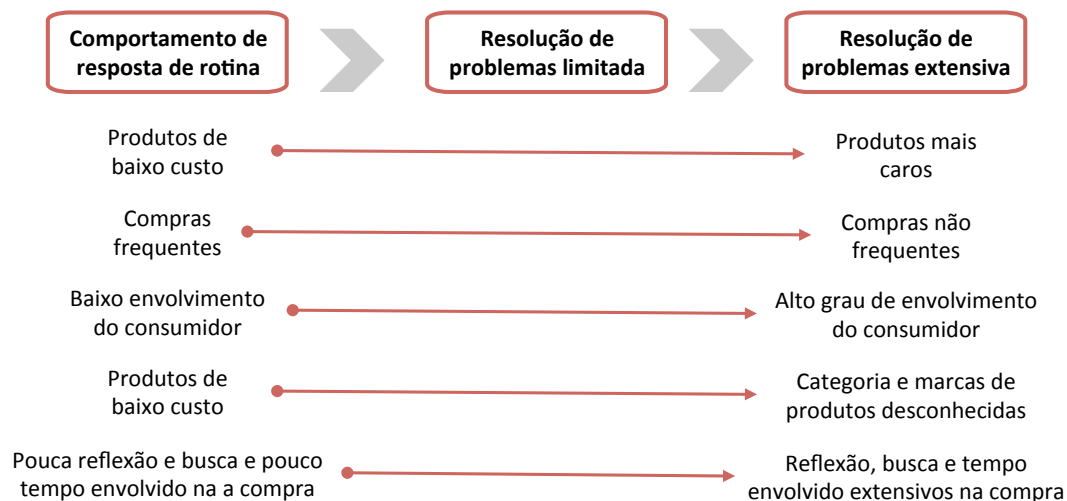 Comportamento de
resposta de rotina
Resolução de
problemas limitada
Resolução de
problemas extensiva
Produtos de
baixo custo
Produtos mais
caros
Compras
frequentes
Compras não
frequentes
Baixo envolvimento
do consumidor
Alto grau de envolvimento
do consumidor
Produtos de
baixo custo
Categoria e marcas de
produtos desconhecidas
Pouca reflexão e busca e pouco
tempo envolvido na a compra
Reflexão, busca e tempo
envolvido extensivos na compra